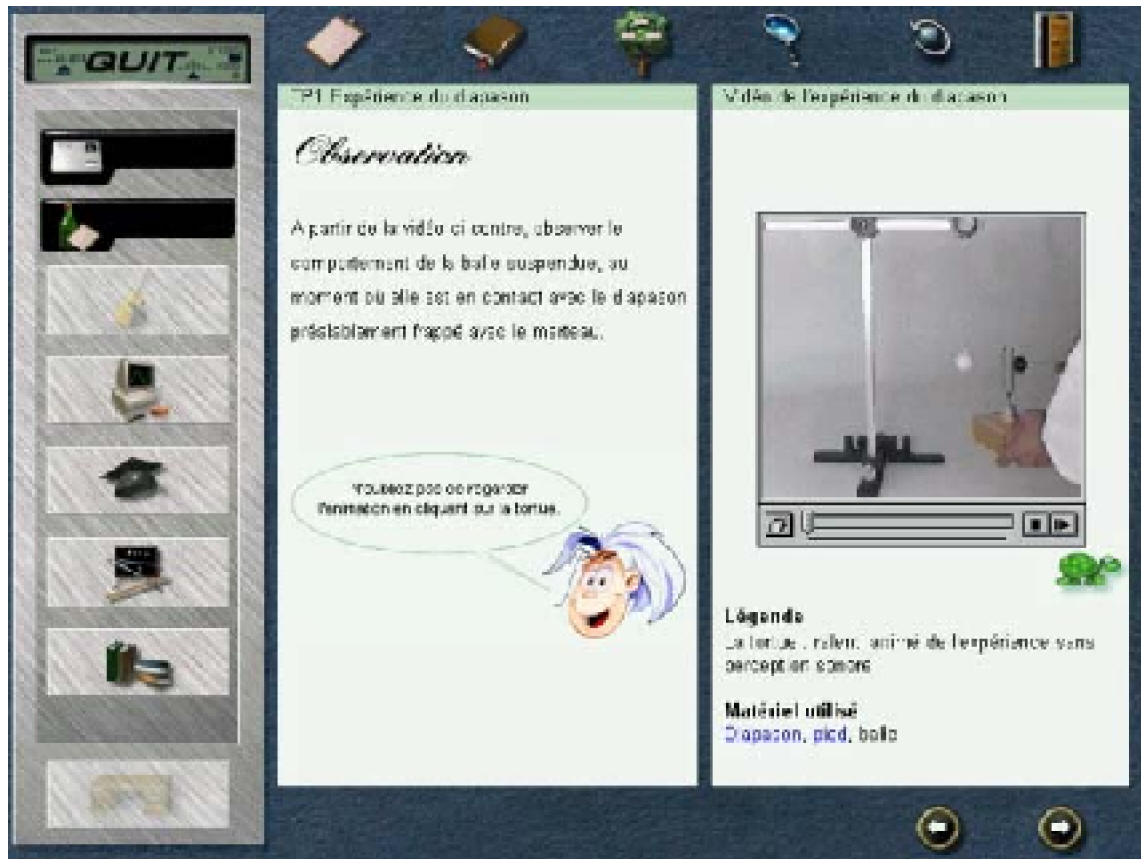 QUIT
TP1 Expérience du diapason
Observation
A partir de la vidéo ci contre, observer le
comportement de la balle suspendue, au
moment où elle est en contact avec le diapason
préalablement frappé avec le marteau.
N'oubliez pas de regarder
l'animation en cliquant sur la tortue.
Vidéo de l'expérience du diapason
Légende
La tortue : ralenti animé de l'expérience sans
perception sonore
Matériel utilisé
Diapason, pied, balle